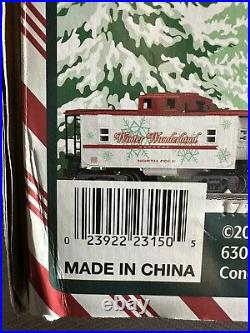 Winter Wonderland
NORTH POLE
0 23922 23150 5
©20
630
Con
MADE IN CHINA